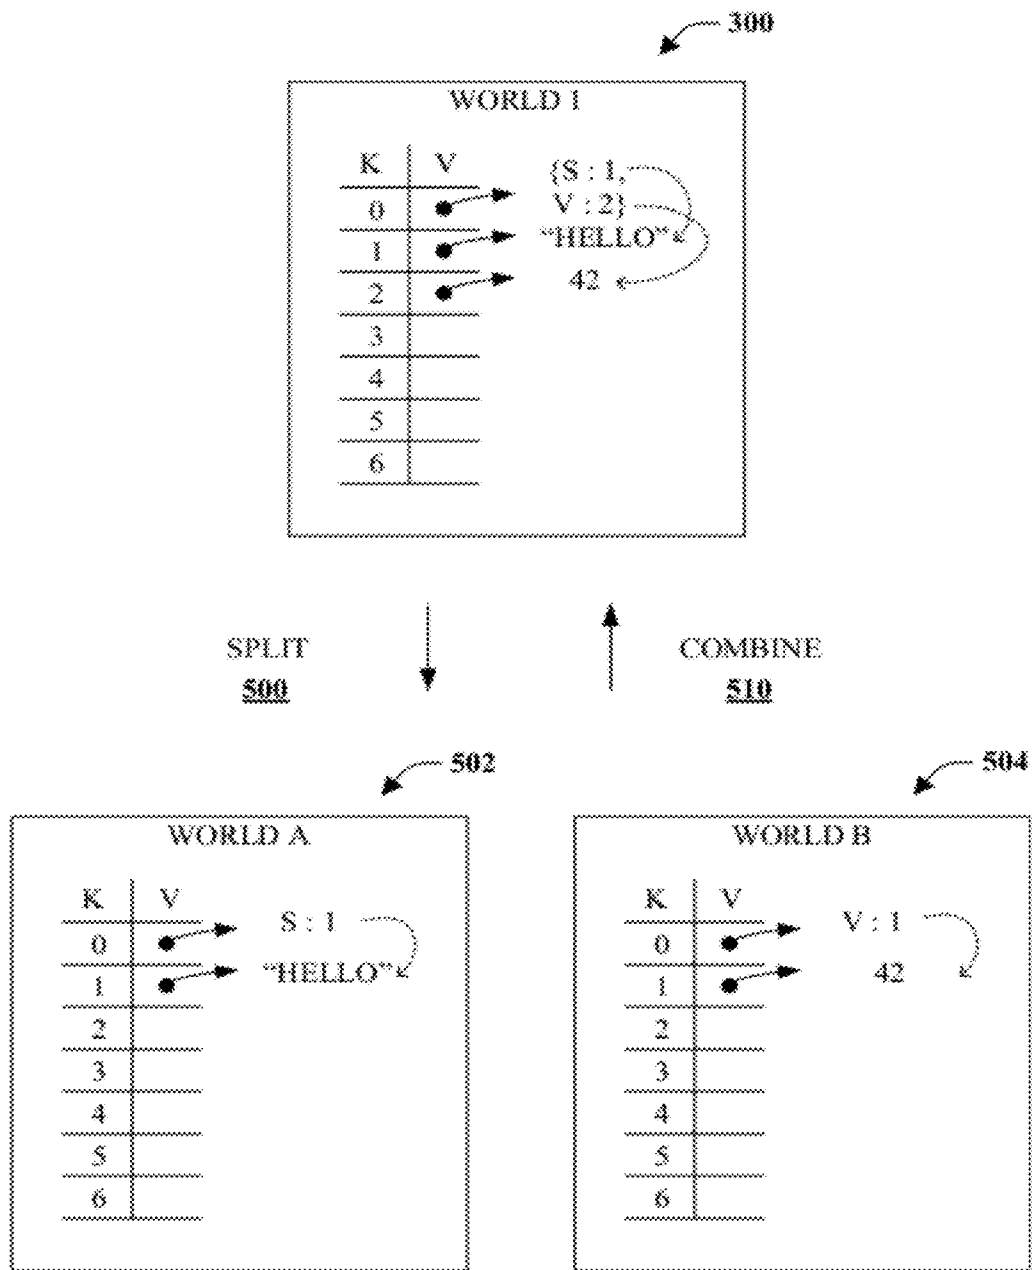 300
WORLD 1
K V
{S : 1,
0 V : 2}
1 "HELLO"
2 42
3
4
5
6
SPLIT
500
COMBINE
510
502
WORLD A
K V
0 S : 1
1 "HELLO"
2
3
4
5
6
504
WORLD B
K V
0 V : 1
1 42
2
3
4
5
6